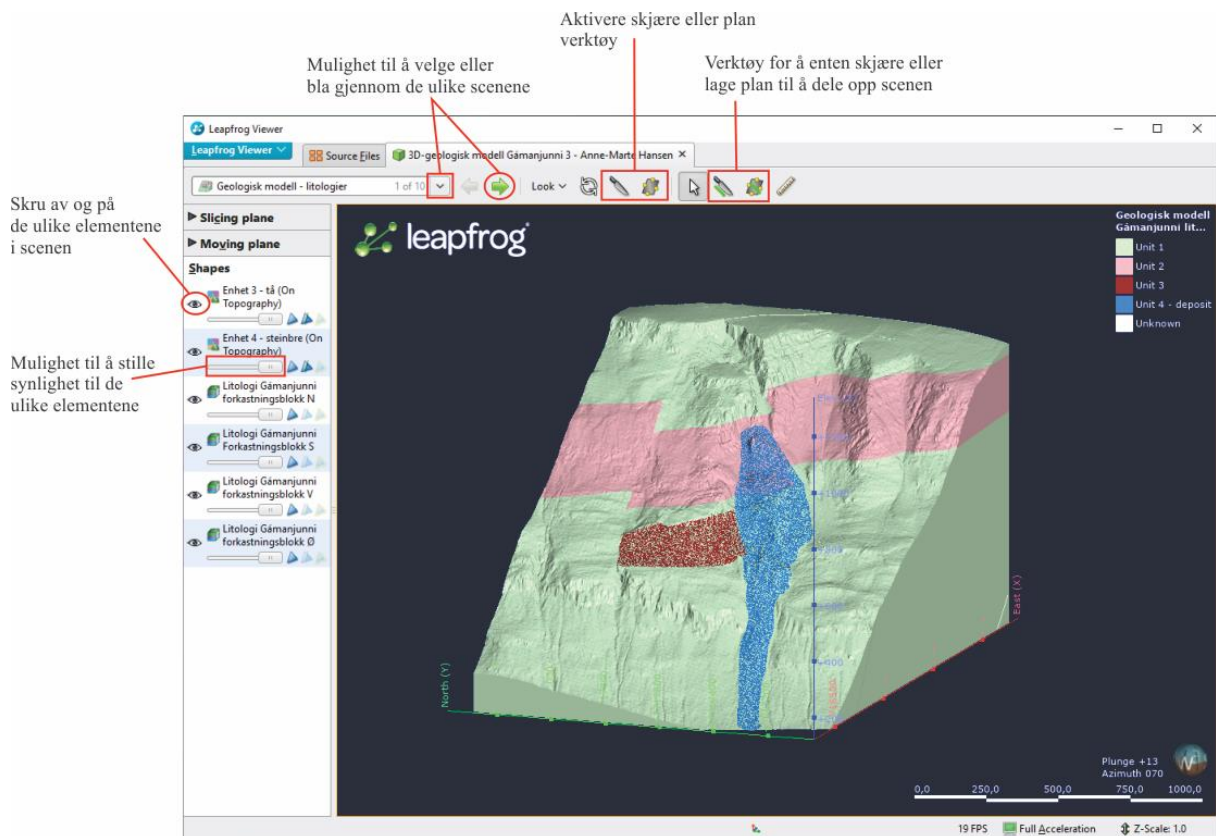 Aktivere skjære eller plan
verktøy
Mulighet til å velge eller
bla gjennom de ulike scenene
Verktøy for å enten skjære eller
lage plan til å dele opp scenen
Leapfrog Viewer
Leapfrog Viewer
Source Files
3D-geologisk modell Gámanjunni 3 - Anne-Marte Hansen
Geologisk modell - litologier 1 of 10
Look
Skru av og på
de ulike elementene
i scenen
Slicing plane
Moving plane
Shapes
Enhet 3 - tå (On
Topography)
Enhet 4 - steinbre (On
Topography)
Mulighet til å stille
synlighet til de
ulike elementene
Litologi Gámanjunni
forkastningsblokk N
Litologi Gámanjunni
Forkastningsblokk S
Litologi Gámanjunni
forkastningsblokk V
Litologi Gámanjunni
forkastningsblokk Ø
leapfrog
Geologisk modell
Gámanjunni lit...
Unit 1
Unit 2
Unit 3
Unit 4 - deposit
Unknown
East (X)
North (Y)
Plunge +13
Azimuth 070
0,0 250,0 500,0 750,0 1000,0
19 FPS Full Acceleration Z-Scale: 1.0